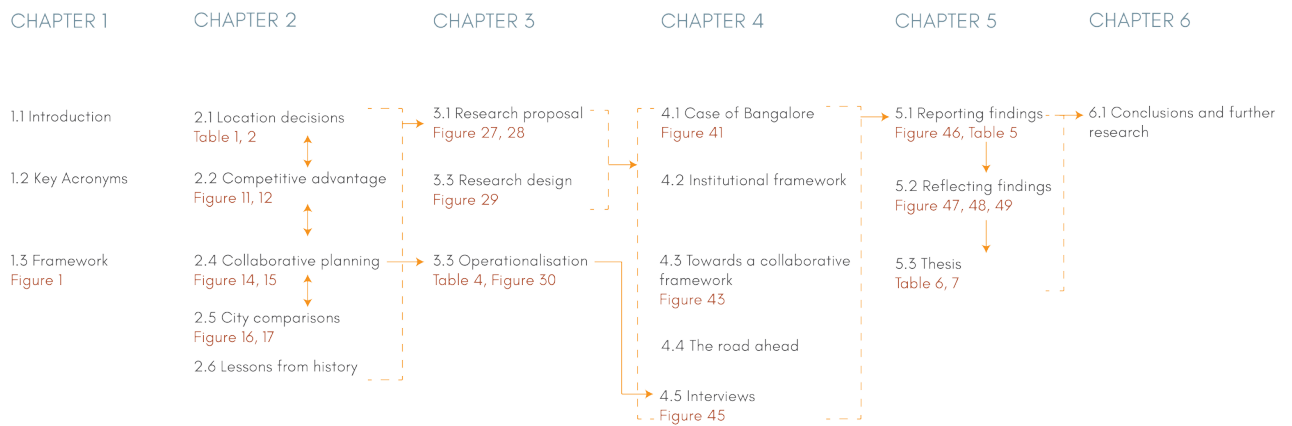 CHAPTER 1
CHAPTER 2
CHAPTER 3
CHAPTER 4
CHAPTER 5
CHAPTER 6
1.1 Introduction
1.2 Key Acronyms
1.3 Framework
Figure 1
2.1 Location decisions
Table 1, 2
2.2 Competitive advantage
Figure 11, 12
2.4 Collaborative planning
Figure 14, 15
2.5 City comparisons
Figure 16, 17
2.6 Lessons from history
3.1 Research proposal
Figure 27, 28
3.3 Research design
Figure 29
3.3 Operationalisation
Table 4, Figure 30
4.1 Case of Bangalore
Figure 41
4.2 Institutional framework
4.3 Towards a collaborative
framework
Figure 43
4.4 The road ahead
4.5 Interviews
Figure 45
5.1 Reporting findings
Figure 46, Table 5
5.2 Reflecting findings
Figure 47, 48, 49
5.3 Thesis
Table 6, 7
6.1 Conclusions and further
research